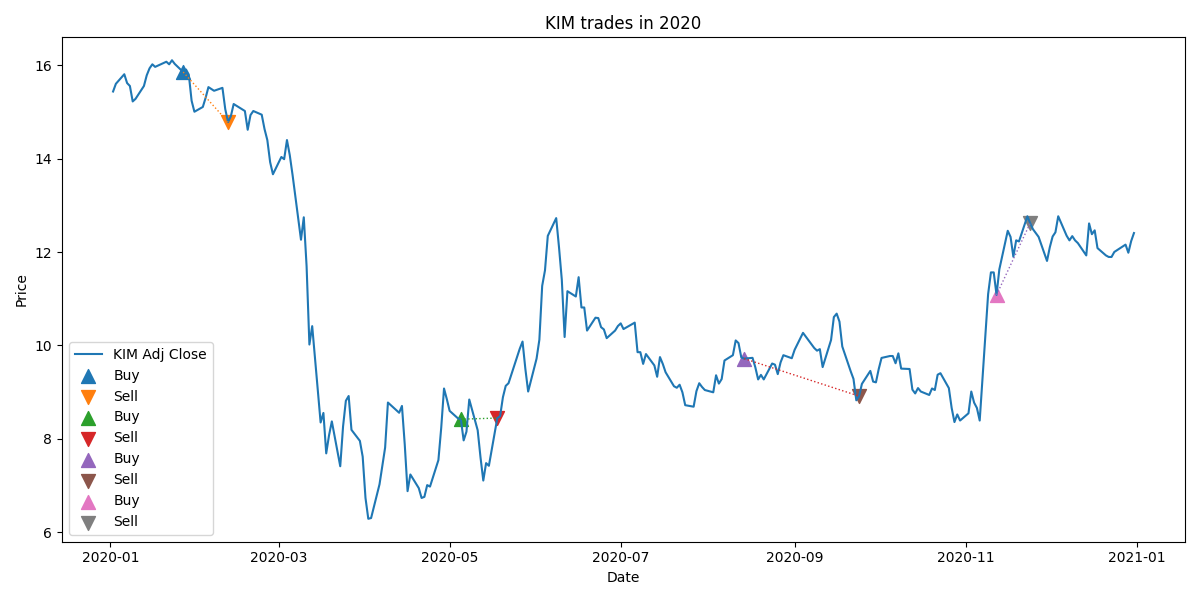 KIM trades in 2020
Price
16
14
12
10
8
6
KIM Adj Close
Buy
Sell
Buy
Sell
Buy
Sell
Buy
Sell
2020-01
2020-03
2020-05
2020-07
2020-09
2020-11
2021-01
Date